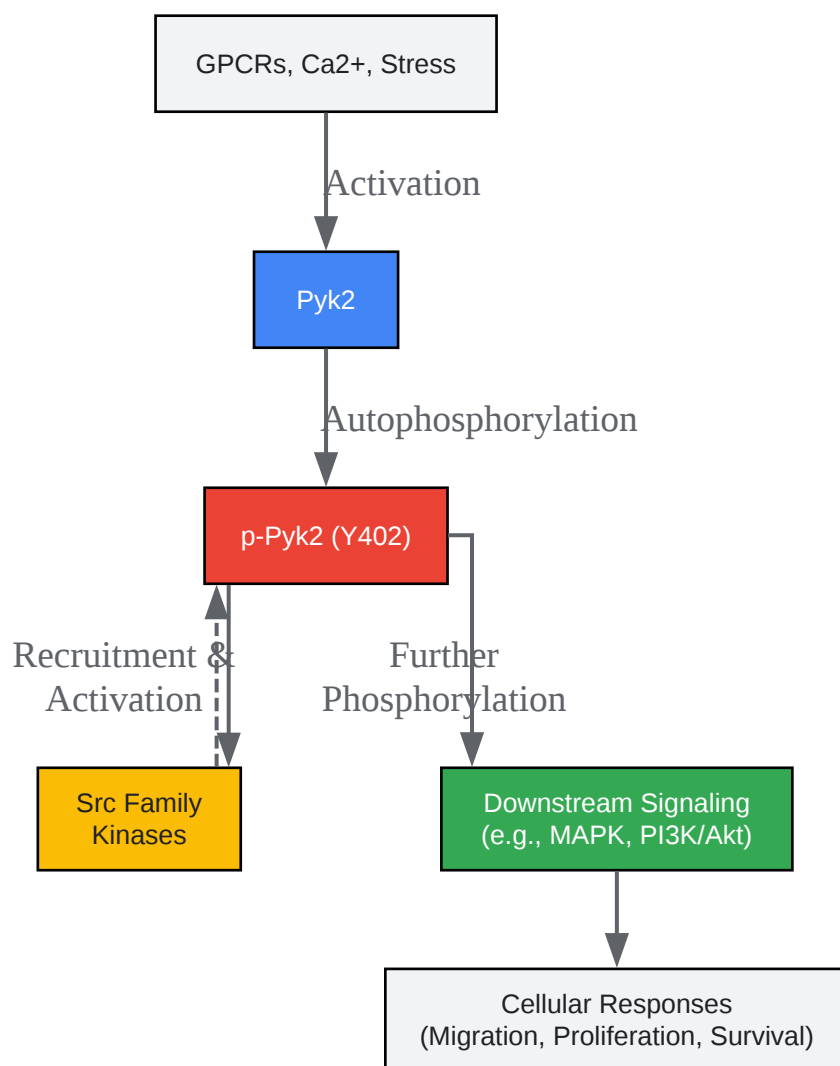 GPCRs, Ca2+, Stress
Activation
Pyk2
Autophosphorylation
p-Pyk2 (Y402)
Recruitment &
Activation
Further
Phosphorylation
Src Family
Kinases
Downstream Signaling
(e.g., MAPK, PI3K/Akt)
Cellular Responses
(Migration, Proliferation, Survival)